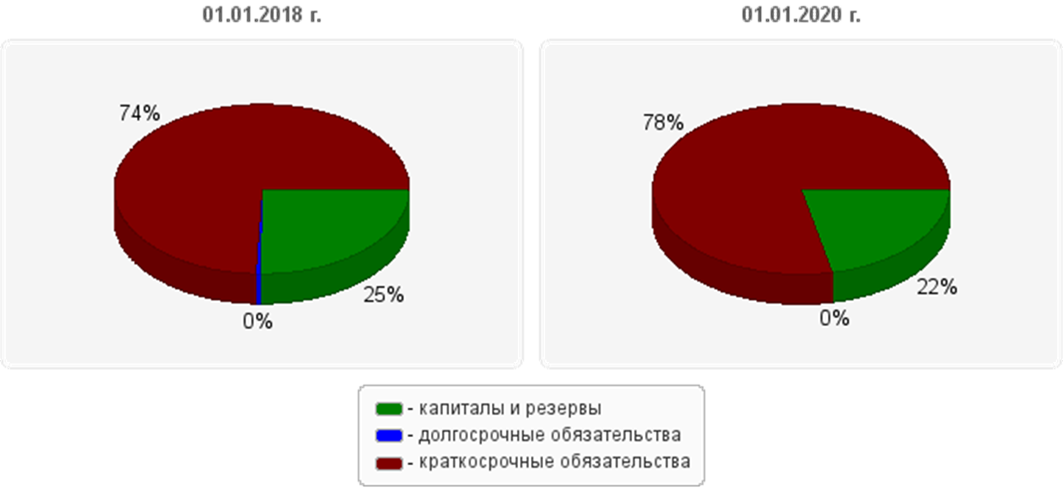 01.01.2018 г.
74%
25%
0%
01.01.2020 г.
78%
22%
0%
- капиталы и резервы
- долгосрочные обязательства
- краткосрочные обязательства